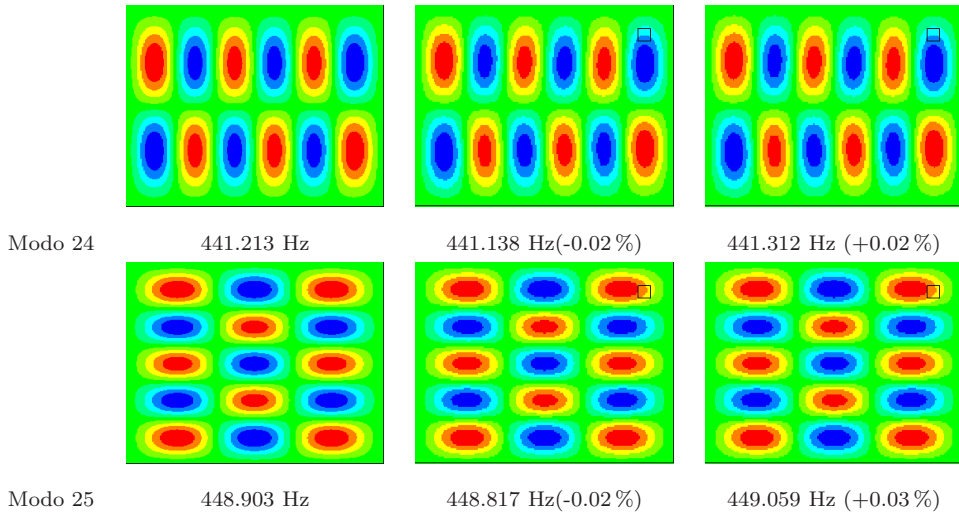 Modo 24 441.213 Hz 441.138 Hz(-0.02 %) 441.312 Hz (+0.02 %)
Modo 25 448.903 Hz 448.817 Hz(-0.02 %) 449.059 Hz (+0.03 %)